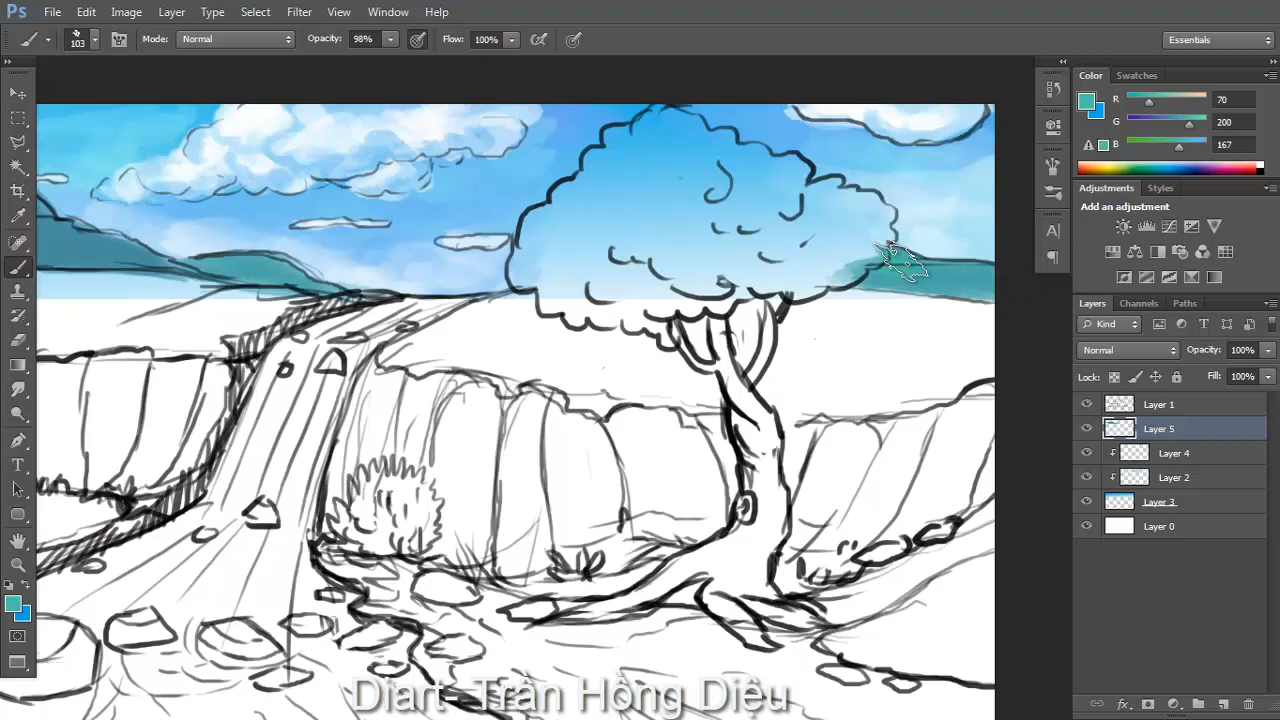 Ps File Edit Image Layer Type Select Filter View Window Help
103 Mode: Normal Opacity: 98% Flow: 100% Essentials
Color Swatches
R 70
G 200
B 167
Adjustments Styles
Add an adjustment
A
Layers Channels Paths
Kind T
Normal Opacity: 100%
Lock: Fill: 100%
Layer 1
Layer 5
Layer 4
Layer 2
Layer 3
Layer 0
T
fx
Diart- Trần Hồng Diệu